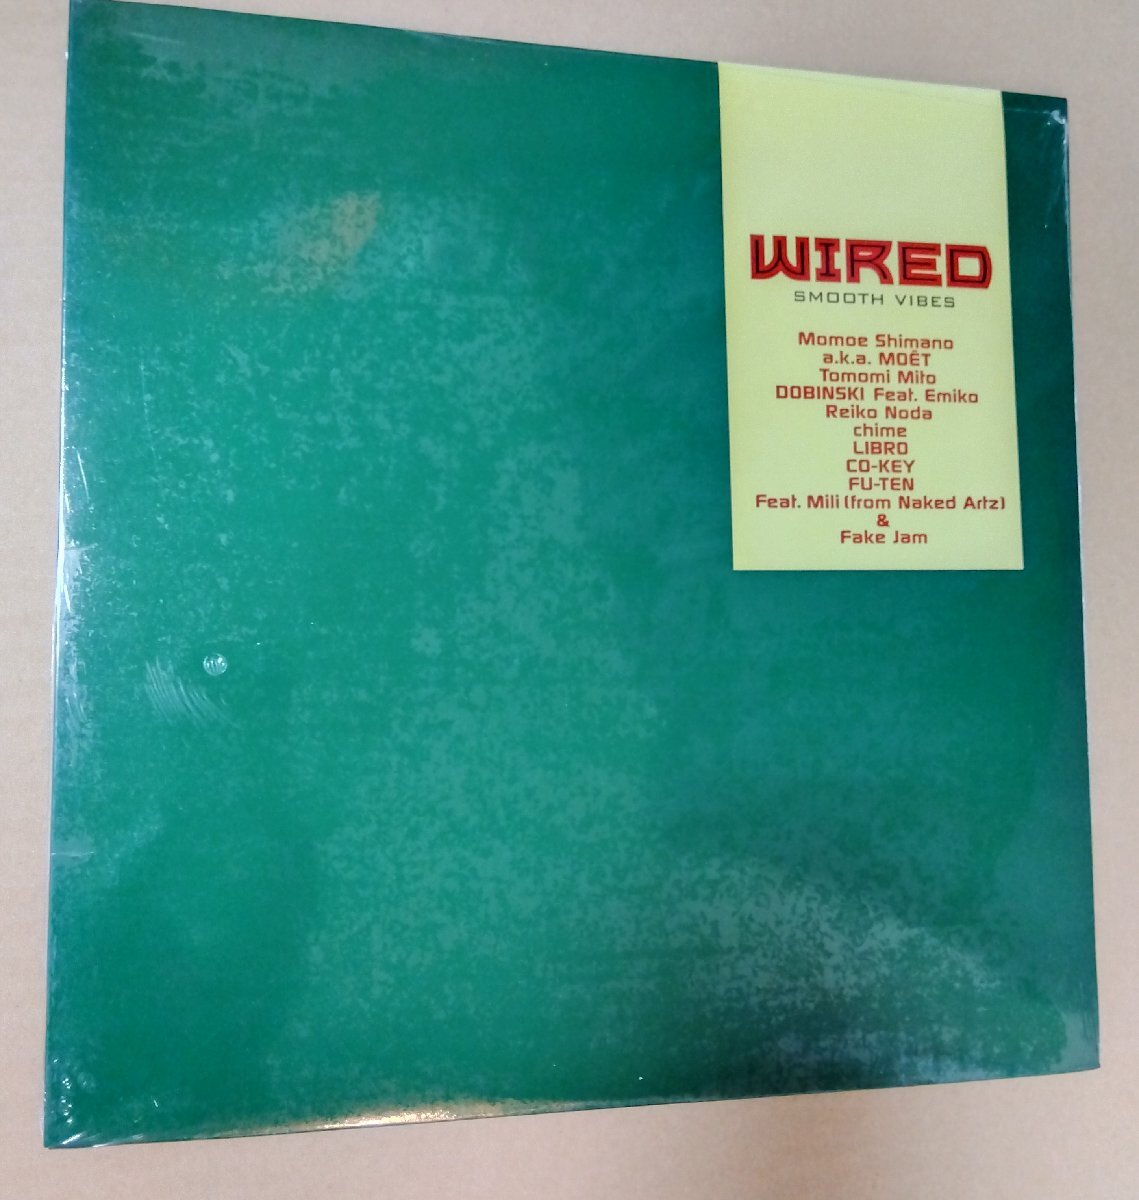 WIRED
SMOOTH VIBES
Momoe Shimano
a.k.a. MOËT
Tomomi Mito
DOBINSKI Feat. Emiko
Reiko Noda
chime
LIBRO
CO-KEY
FU-TEN
Feat. Mili (from Naked Artz)
&
Fake Jam